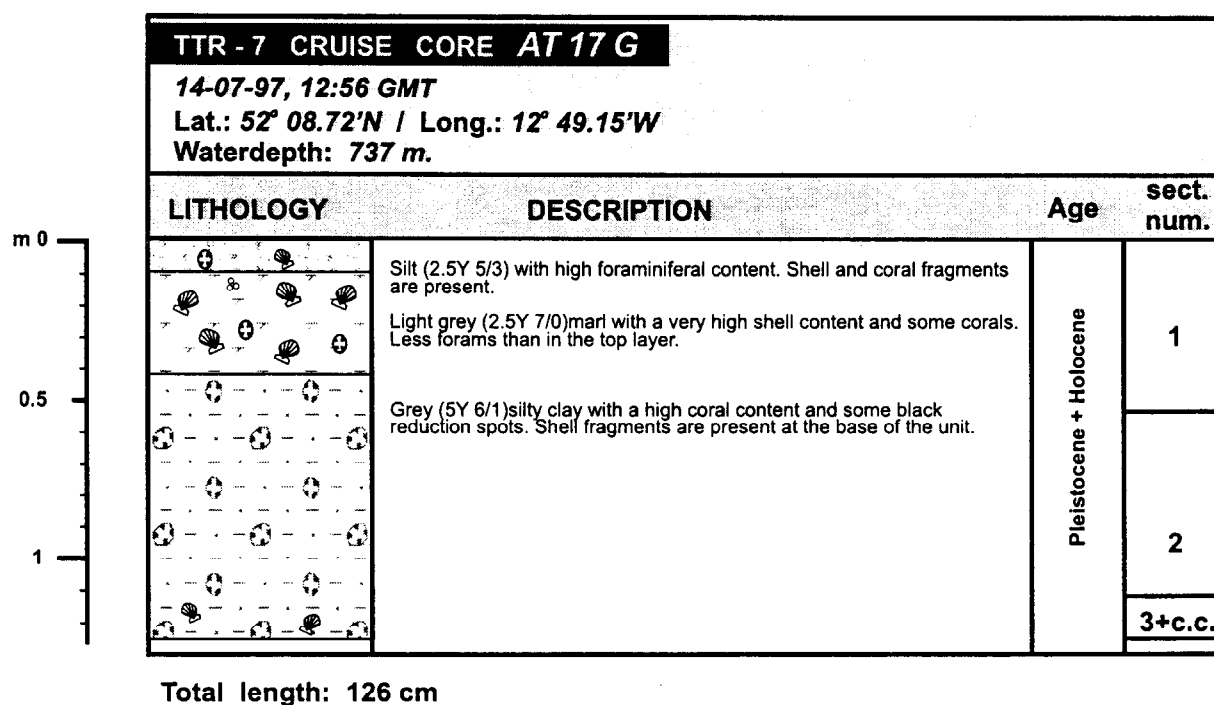 TTR - 7 CRUISE CORE AT 17 G
14-07-97, 12:56 GMT
Lat.: 52° 08.72'N / Long.: 12° 49.15'W
Waterdepth: 737 m.
LITHOLOGY DESCRIPTION Age sect. num.
m 0
Silt (2.5Y 5/3) with high foraminiferal content. Shell and coral fragments
are present.
Light grey (2.5Y 7/0)marl with a very high shell content and some corals.
Less forams than in the top layer.
1
0.5
Grey (5Y 6/1)silty clay with a high coral content and some black
reduction spots. Shell fragments are present at the base of the unit.
Pleistocene + Holocene
1
2
3+c.c.
Total length: 126 cm